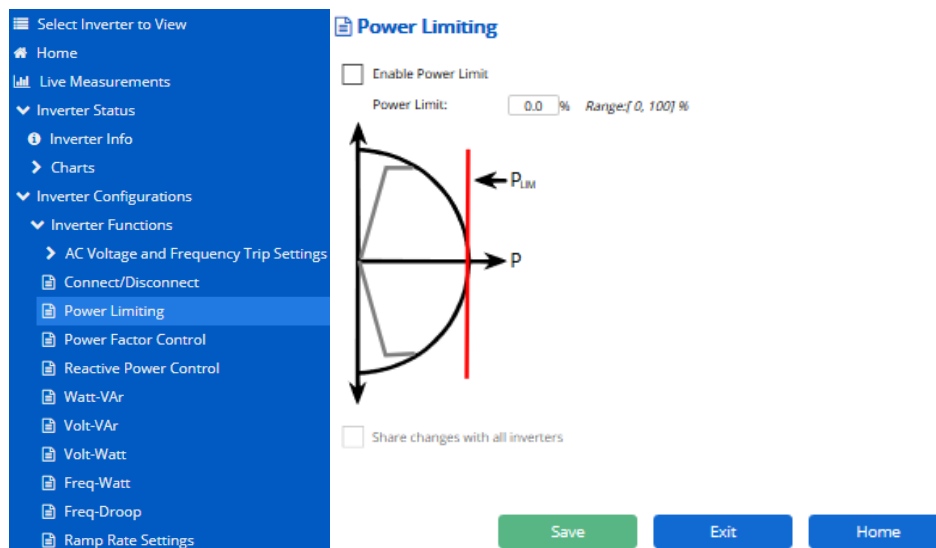 Select Inverter to View
Home
Live Measurements
Inverter Status
Inverter Info
Charts
Inverter Configurations
Inverter Functions
AC Voltage and Frequency Trip Settings
Connect/Disconnect
Power Limiting
Power Factor Control
Reactive Power Control
Watt-VAr
Volt-VAr
Volt-Watt
Freq-Watt
Freq-Droop
Ramp Rate Settings
Power Limiting
Enable Power Limit
Power Limit: 0.0 % Range:[ 0, 100] %
PLIM
P
Share changes with all inverters
Save Exit Home